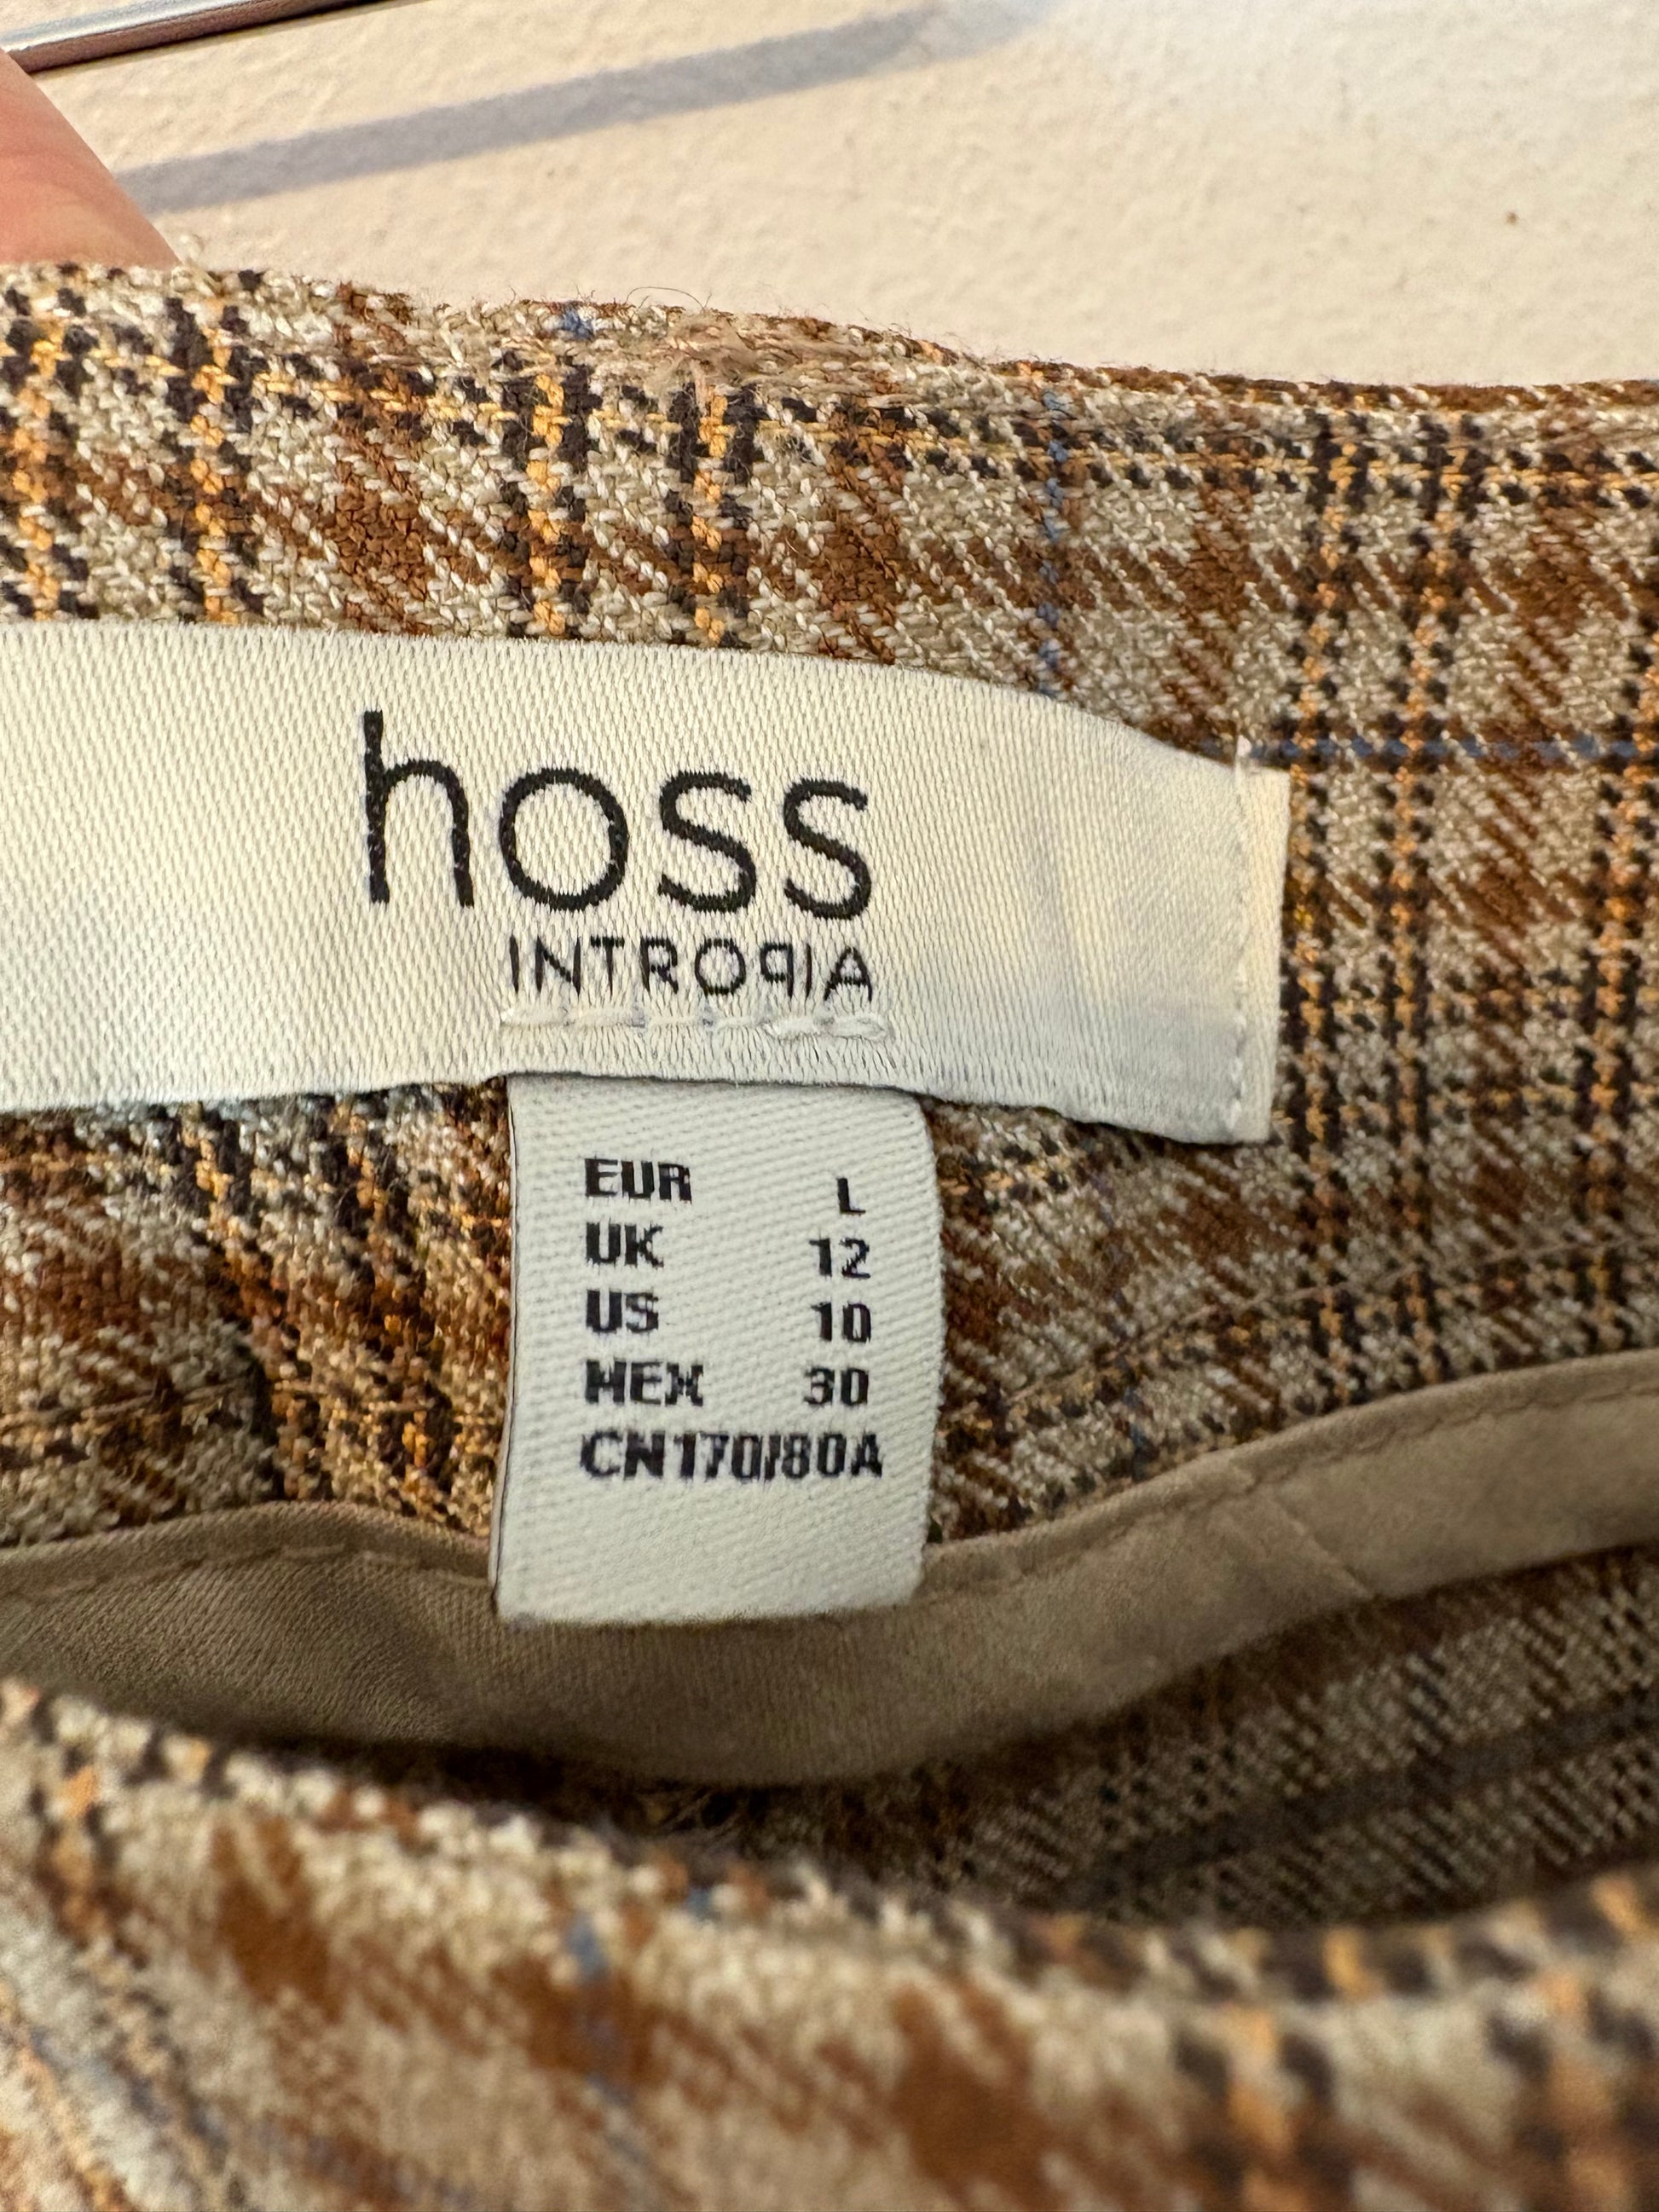 hoss
INTROPIA
EUR L
UK 12
US 10
MEX 30
CN170/80A